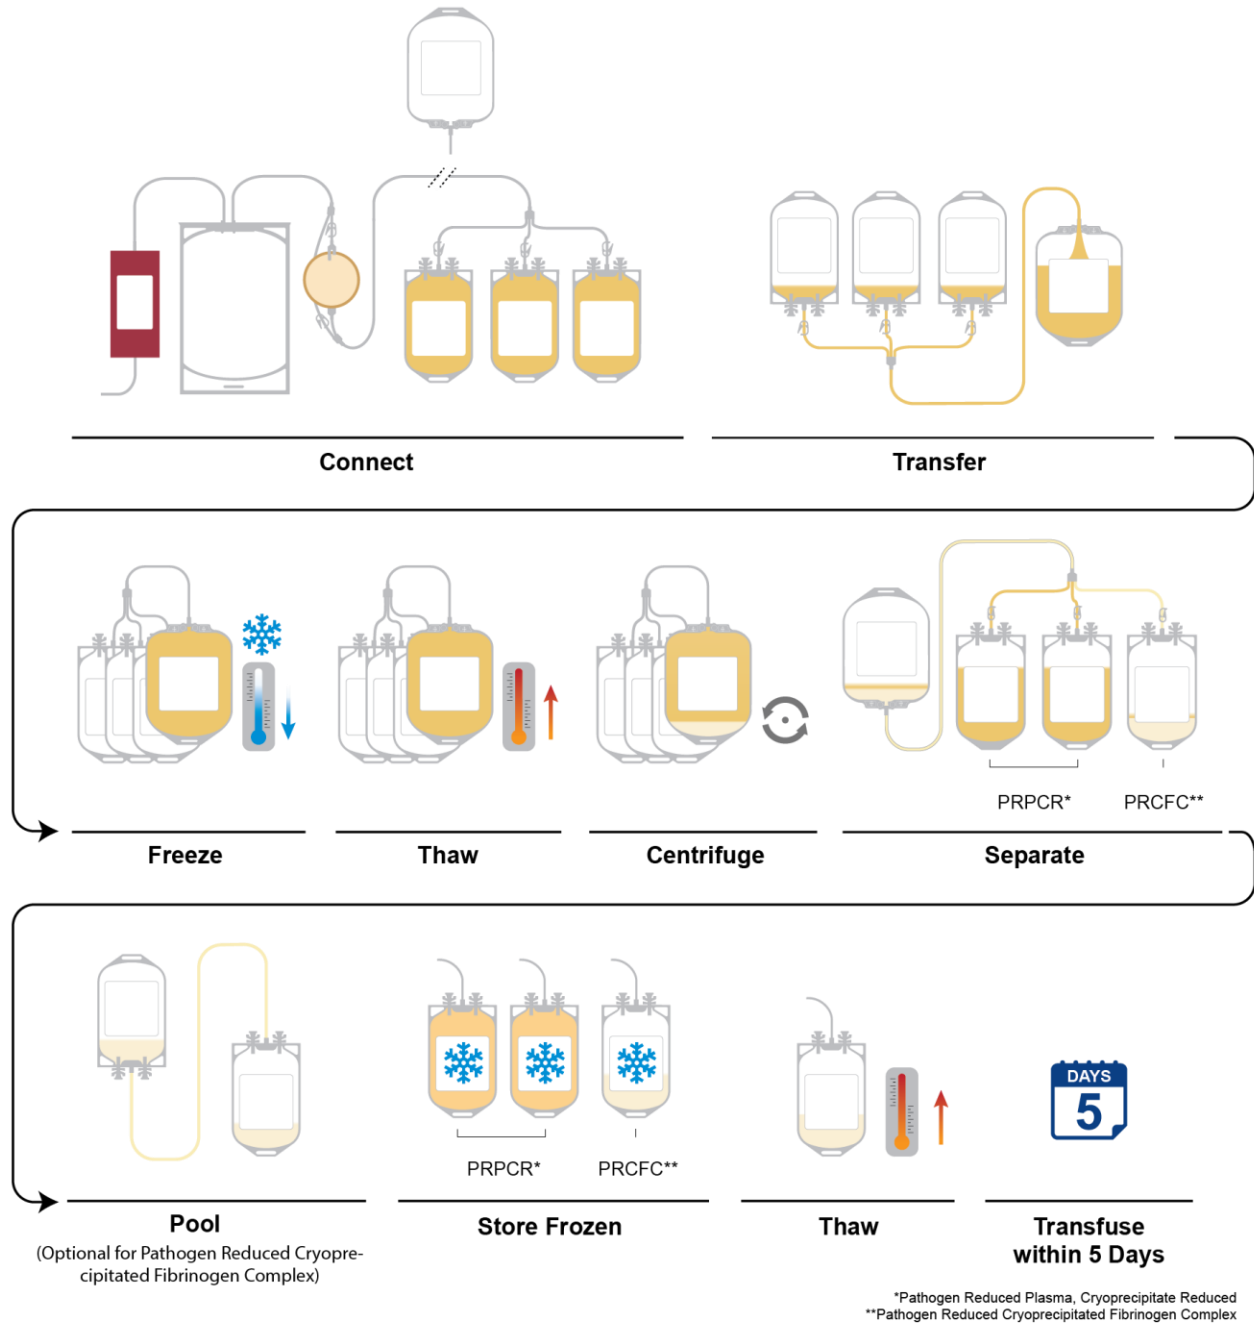 Connect
Transfer
PRPCR*
PRCFC**
Freeze
Thaw
Centrifuge
Separate
PRPCR*
PRCFC**
DAYS
5
Pool
(Optional for Pathogen Reduced Cryopre-
cipitated Fibrinogen Complex)
Store Frozen
Thaw
Transfuse
within 5 Days
*Pathogen Reduced Plasma, Cryoprecipitate Reduced
**Pathogen Reduced Cryoprecipitated Fibrinogen Complex